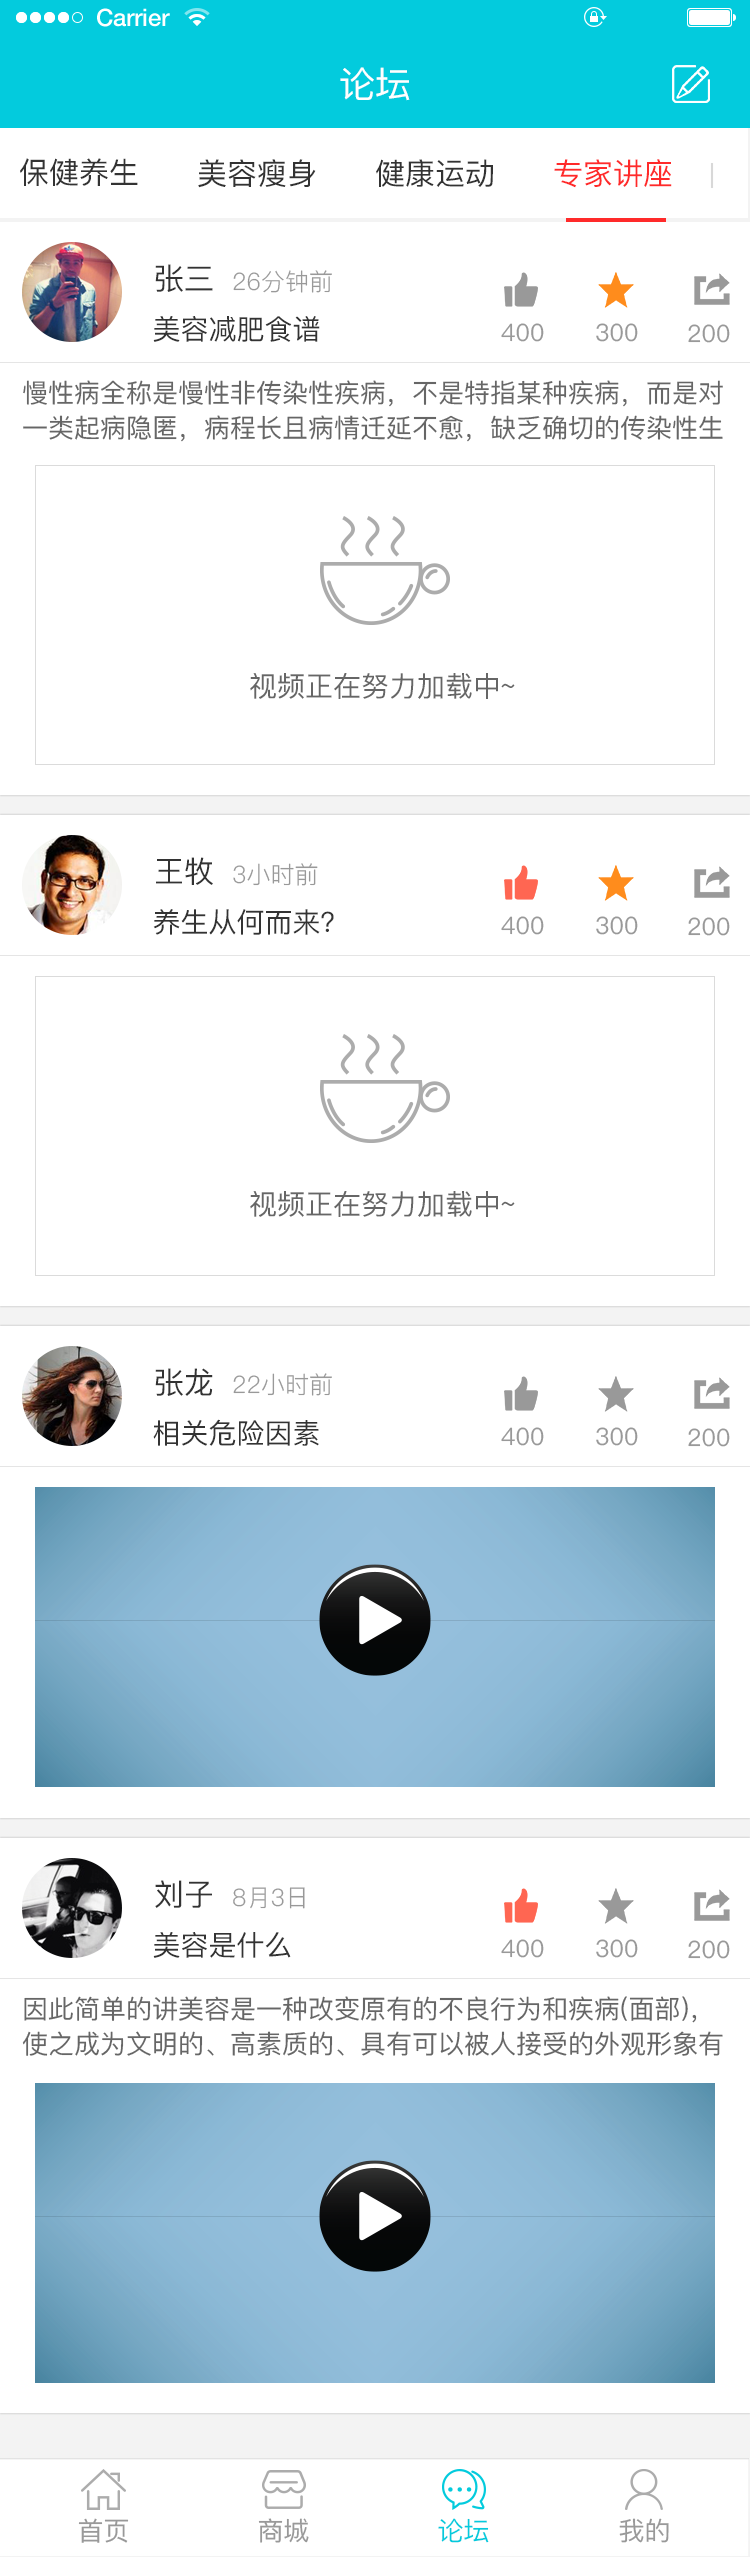 Carrier
论坛
保健养生 美容瘦身 健康运动 专家讲座
张三 26分钟前
美容减肥食谱
400 300 200
慢性病全称是慢性非传染性疾病，不是特指某种疾病，而是对
一类起病隐匿，病程长且病情迁延不愈，缺乏确切的传染性生
视频正在努力加载中~
王牧 3小时前
养生从何而来?
400 300 200
视频正在努力加载中~
张龙 22小时前
相关危险因素
400 300 200
刘子 8月3日
美容是什么
400 300 200
因此简单的讲美容是一种改变原有的不良行为和疾病(面部)，
使之成为文明的、高素质的、具有可以被人接受的外观形象有
首页 商城 论坛 我的